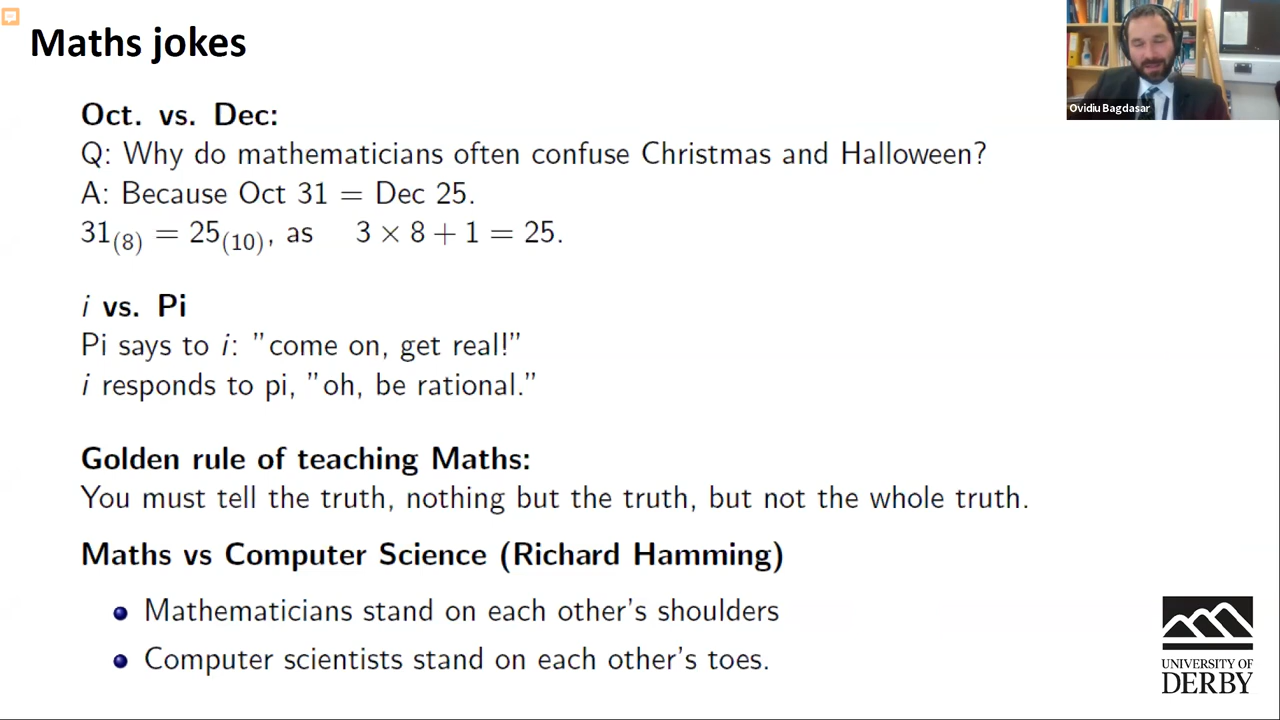 Maths jokes
Ovidiu Bagdasar
Oct. vs. Dec:
Q: Why do mathematicians often confuse Christmas and Halloween?
A: Because Oct 31 = Dec 25.
31₍₈₎ = 25₍₁₀₎, as 3 × 8 + 1 = 25.
i vs. Pi
Pi says to i: ”come on, get real!”
i responds to pi, ”oh, be rational.”
Golden rule of teaching Maths:
You must tell the truth, nothing but the truth, but not the whole truth.
Maths vs Computer Science (Richard Hamming)
Mathematicians stand on each other's shoulders
Computer scientists stand on each other's toes.
UNIVERSITY OF
DERBY